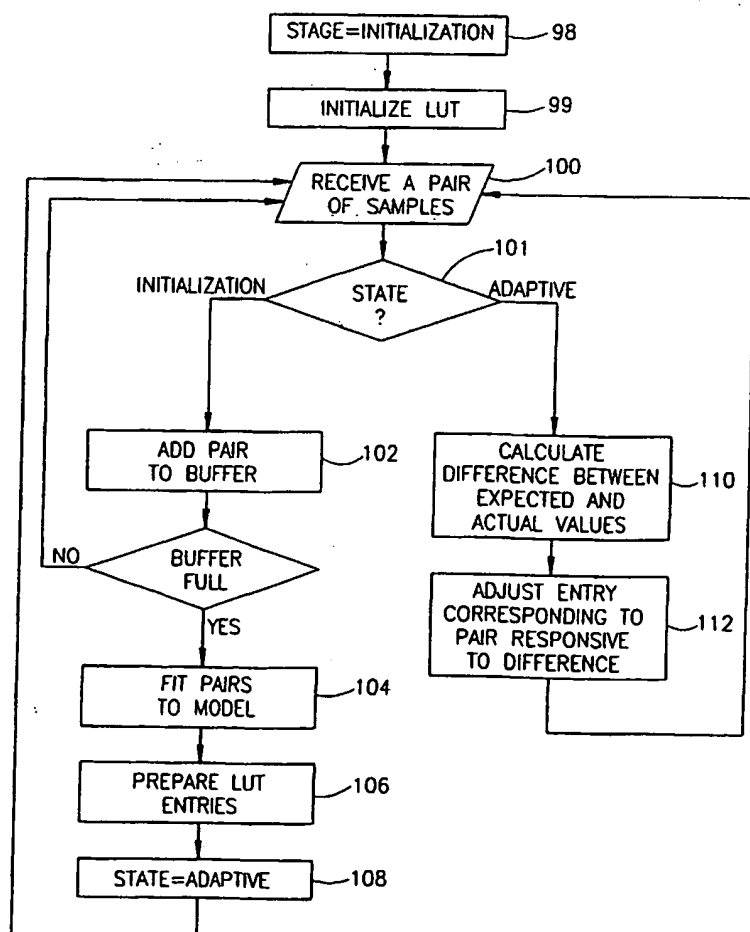 STAGE=INITIALIZATION
98
INITIALIZE LUT
99
RECEIVE A PAIR
OF SAMPLES
100
101
INITIALIZATION
STATE
?
ADAPTIVE
ADD PAIR
TO BUFFER
102
CALCULATE
DIFFERENCE BETWEEN
EXPECTED AND
ACTUAL VALUES
110
NO
BUFFER
FULL
YES
ADJUST ENTRY
CORRESPONDING TO
PAIR RESPONSIVE
TO DIFFERENCE
112
FIT PAIRS
TO MODEL
104
PREPARE LUT
ENTRIES
106
STATE=ADAPTIVE
108